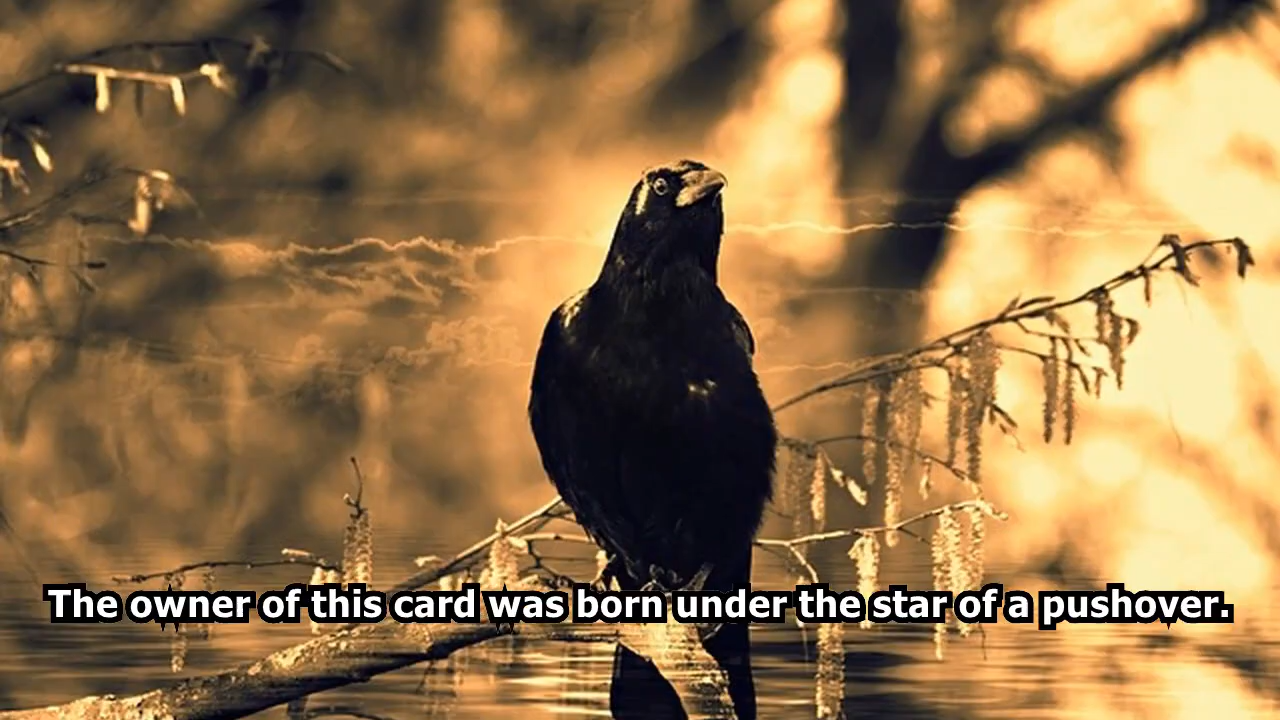 The owner of this card was born under the star of a pushover.